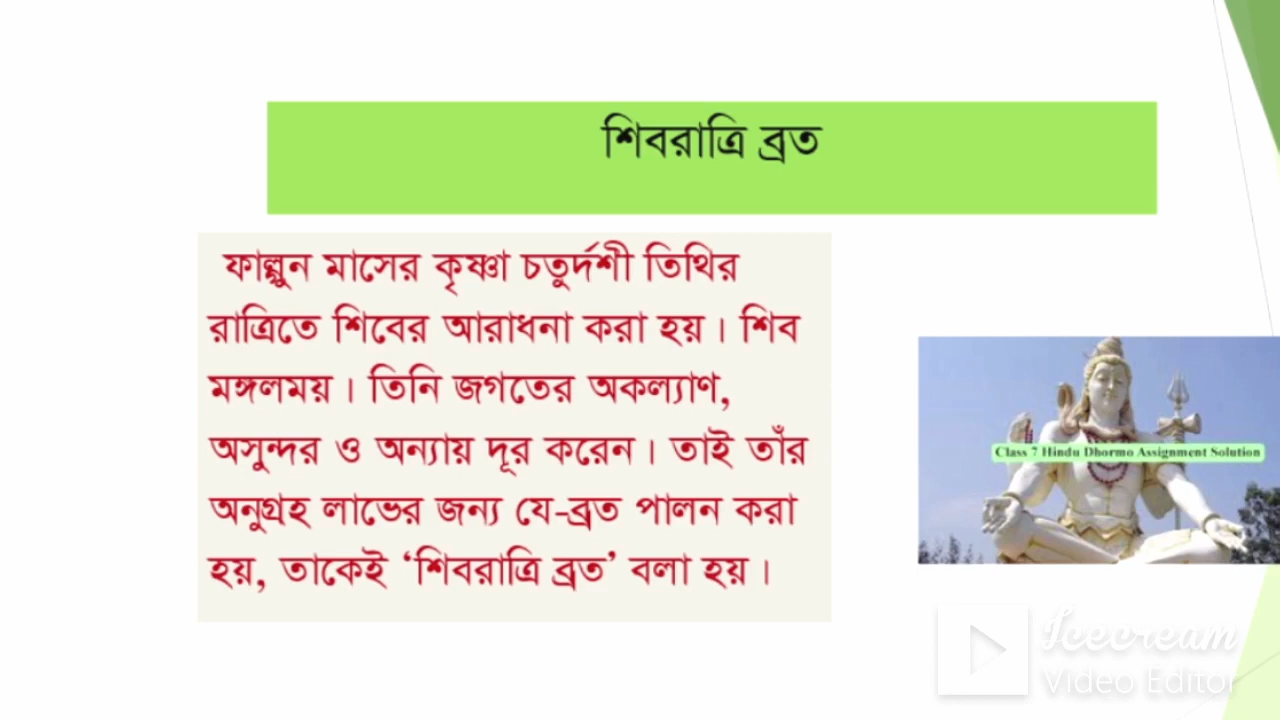 শিবরাত্রি ব্রত
ফাল্গুন মাসের কৃষ্ণা চতুর্দশী তিথির
রাত্রিতে শিবের আরাধনা করা হয়। শিব
মঙ্গলময়। তিনি জগতের অকল্যাণ,
অসুন্দর ও অন্যায় দূর করেন। তাই তাঁর
অনুগ্রহ লাভের জন্য যে-ব্রত পালন করা
হয়, তাকেই ‘শিবরাত্রি ব্রত’ বলা হয়।
Class 7 Hindu Dhormo Assignment Solution
Icecream
Video Editor